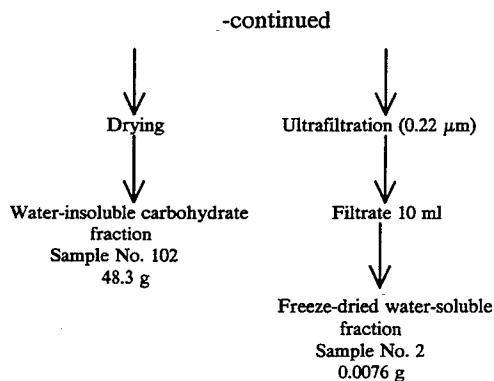 -continued
Drying
Ultrafiltration (0.22 μm)
Water-insoluble carbohydrate
fraction
Sample No. 102
48.3 g
Filtrate 10 ml
Freeze-dried water-soluble
fraction
Sample No. 2
0.0076 g